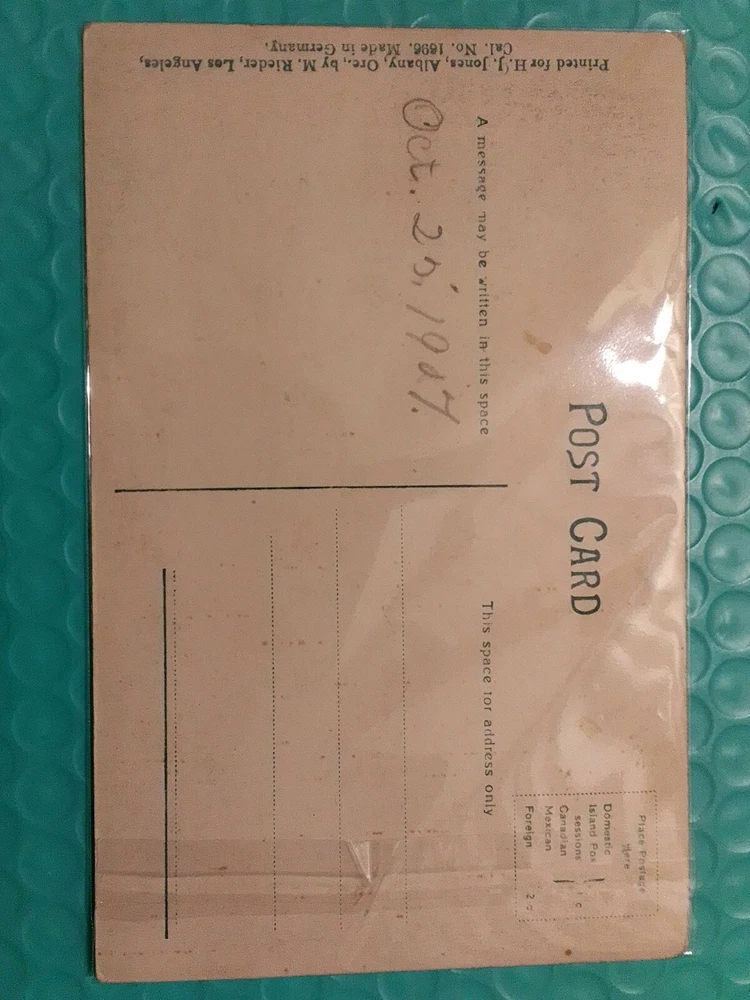 POST CARD
A message may be written in this space
Oct. 25, 1907.
This space for address only
Place Postage
Here
Domestic
Island Pos
sessions
Canadian
Mexican
1 c
Foreign 2 c
Printed for H. J. Jones, Albany, Ore., by M. Rieder, Los Angeles,
Cal. No. 1696. Made in Germany.